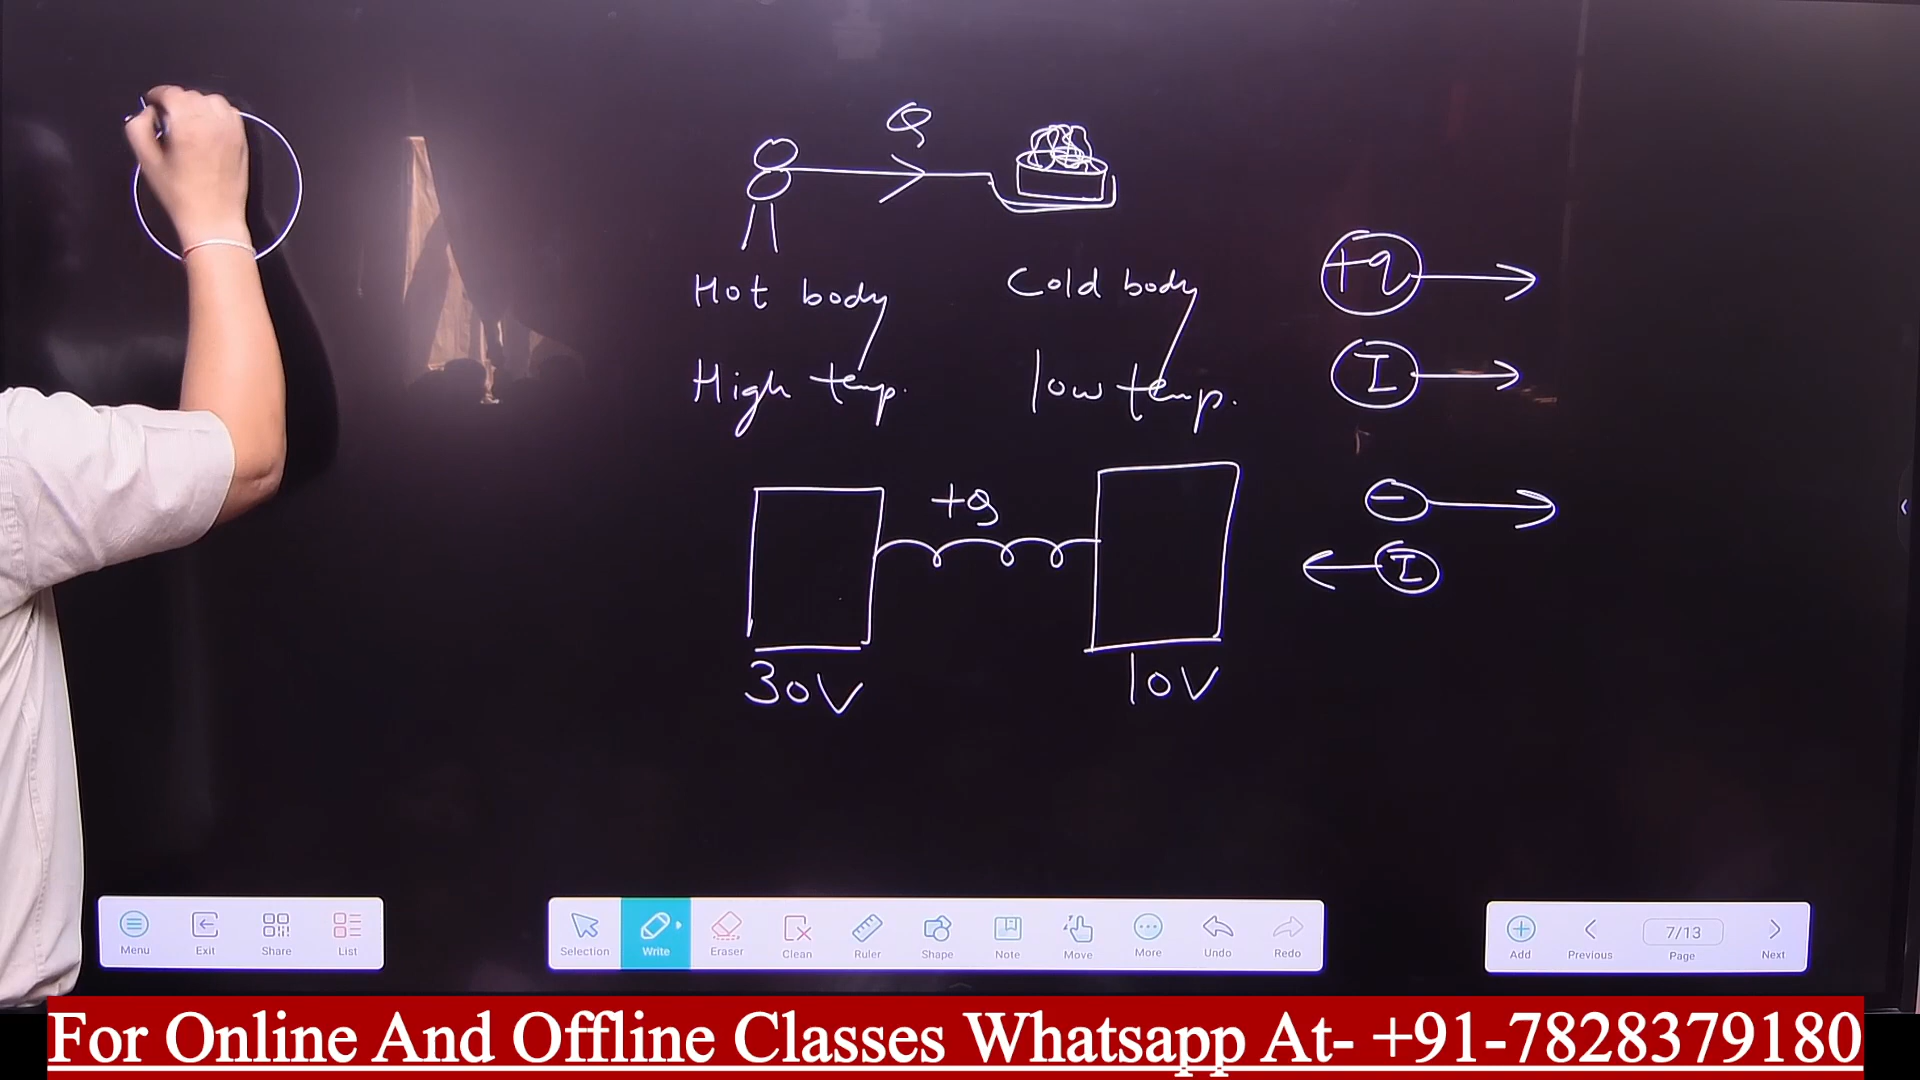 Q
Hot body
Cold body
+q
High temp.
low temp.
I
+q
-
I
30V
10V
Menu
Exit
Share
List
Selection
Write
Eraser
Clean
Ruler
Shape
Note
Move
More
Undo
Redo
Add
Previous
7/13
Page
Next
For Online And Offline Classes Whatsapp At- +91-7828379180